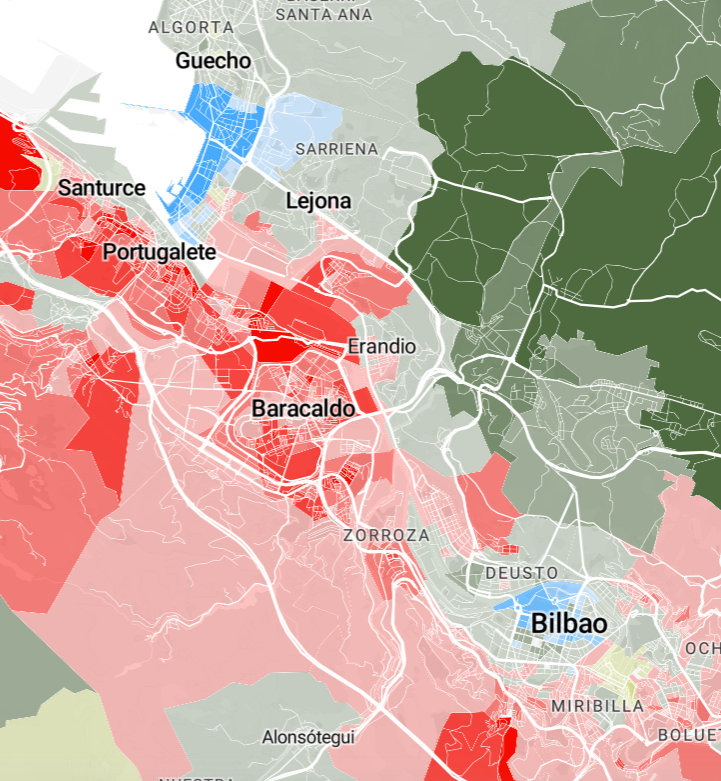 SANTA ANA
ALGORTA
Guecho
SARRIENA
Santurce
Lejona
Portugalete
Erandio
Baracaldo
ZORROZA
DEUSTO
Bilbao
OCH
MIRIBILLA
Alonsótegui
BOLUET